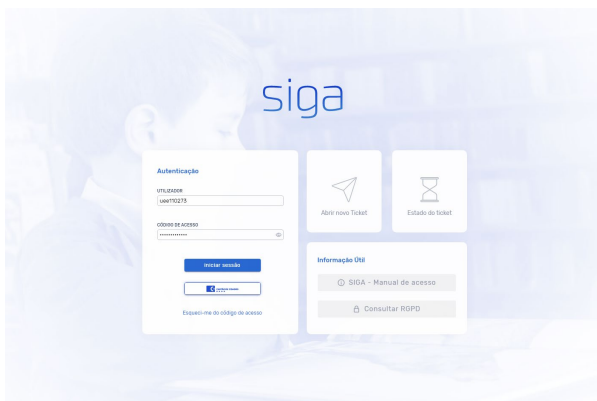 siga
Autenticação
UTILIZADOR
uee110273
CÓDIGO DE ACESSO
•••••••••••••
Iniciar sessão
Esqueci-me do código de acesso
Abrir novo Ticket
Estado do ticket
Informação Útil
SIGA - Manual de acesso
Consultar RGPD